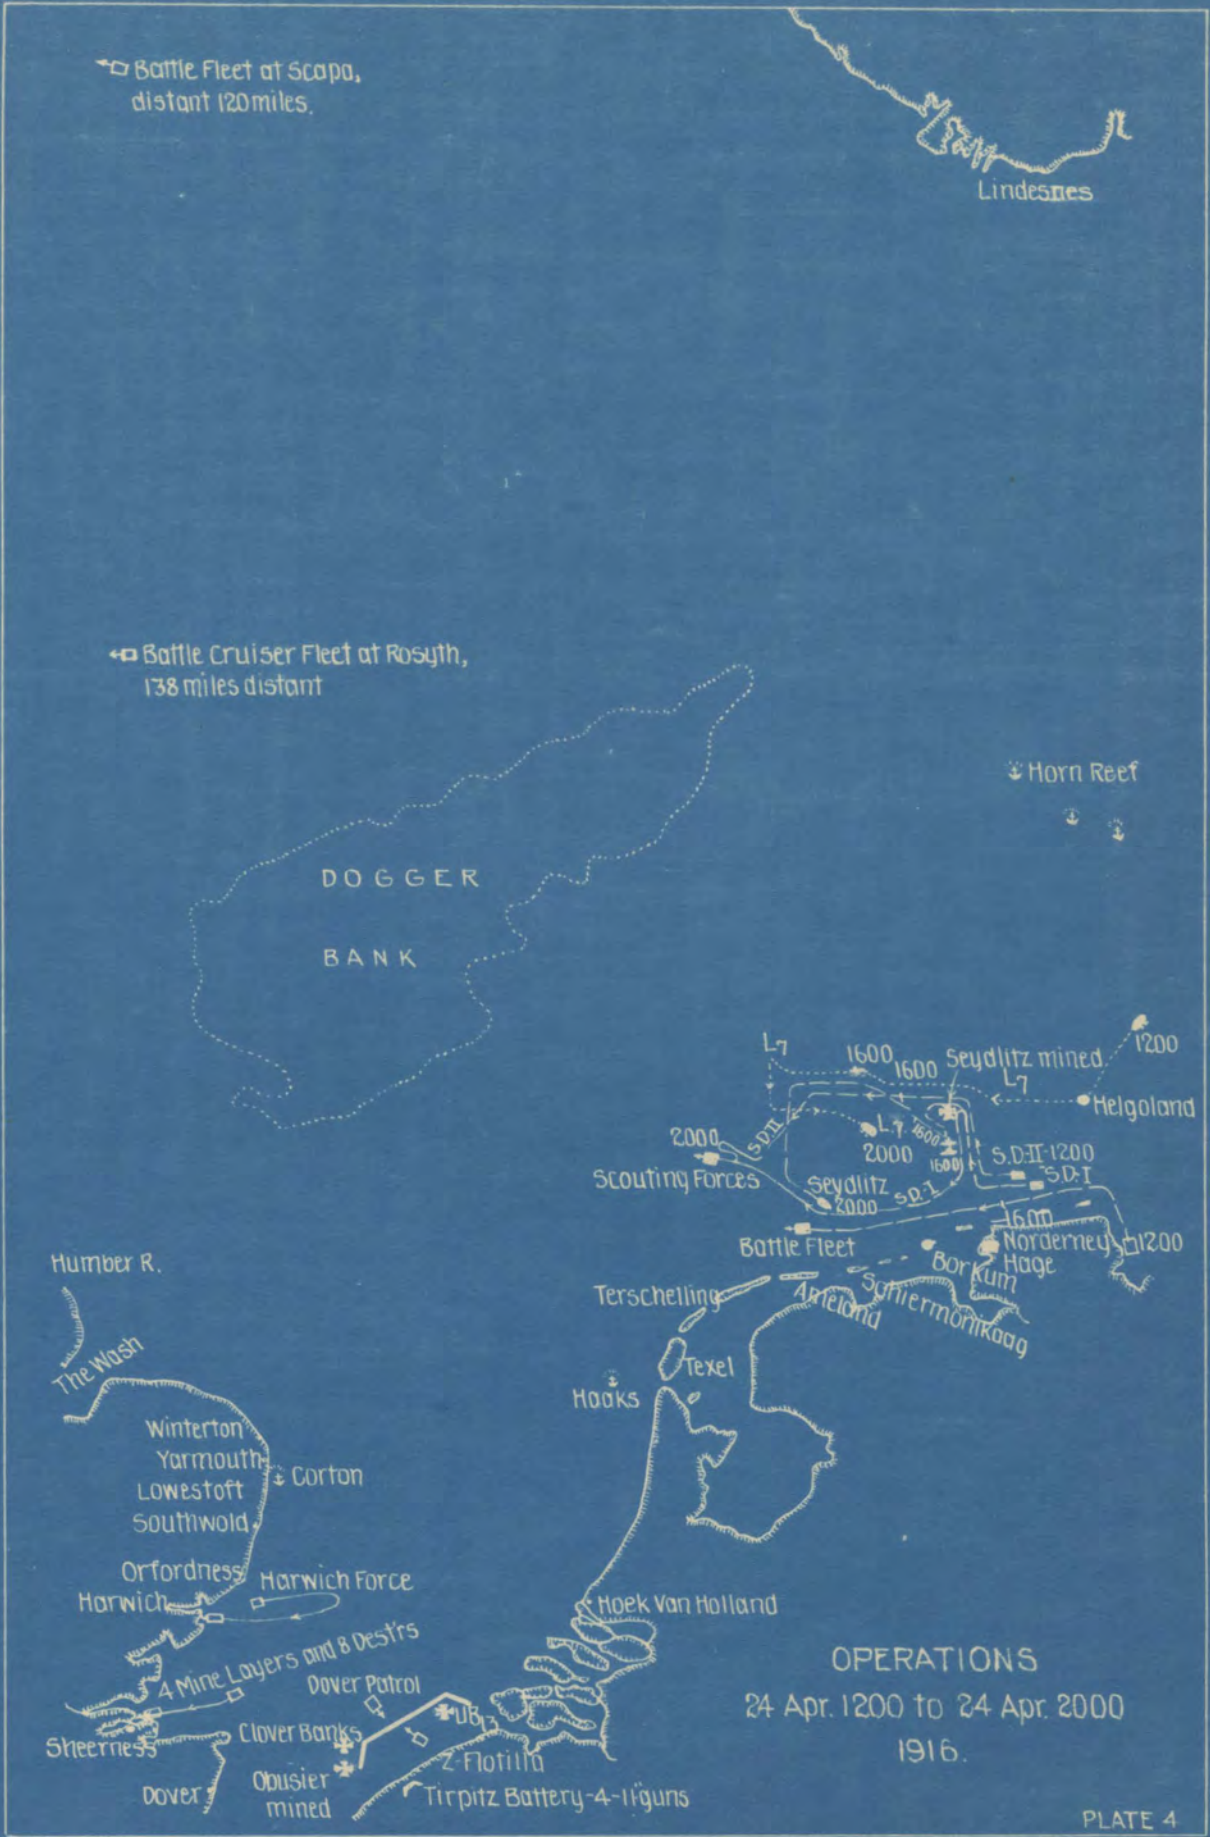 Battle Fleet at Scapa,
distant 120 miles.
Lindesnes
Battle Cruiser Fleet at Rosyth,
138 miles distant
Horn Reef
DOGGER
BANK
L7
1600
1600
Seydlitz mined
1200
L7
Helgoland
2000
S.D.II
L7
2000
1600
1600
S.D.II-1200
S.D.I
Scouting Forces
Seydlitz
2000
S.D.I
1600
Battle Fleet
Norderney
1200
Hage
Borkum
Humber R.
Terschelling
Ameland
Schiermonikaag
The Wash
Texel
Haaks
Winterton
Yarmouth
Corton
Lowestoft
Southwold
Orfordness
Harwich Force
Harwich
Hoek Van Holland
4 Mine Layers and 8 Destrs
Dover Patrol
UB13
Clover Banks
Sheerness
Z-Flotilla
Obusier
mined
Dover
Tirpitz Battery-4-11"guns
OPERATIONS
24 Apr. 1200 to 24 Apr. 2000
1916.
PLATE 4